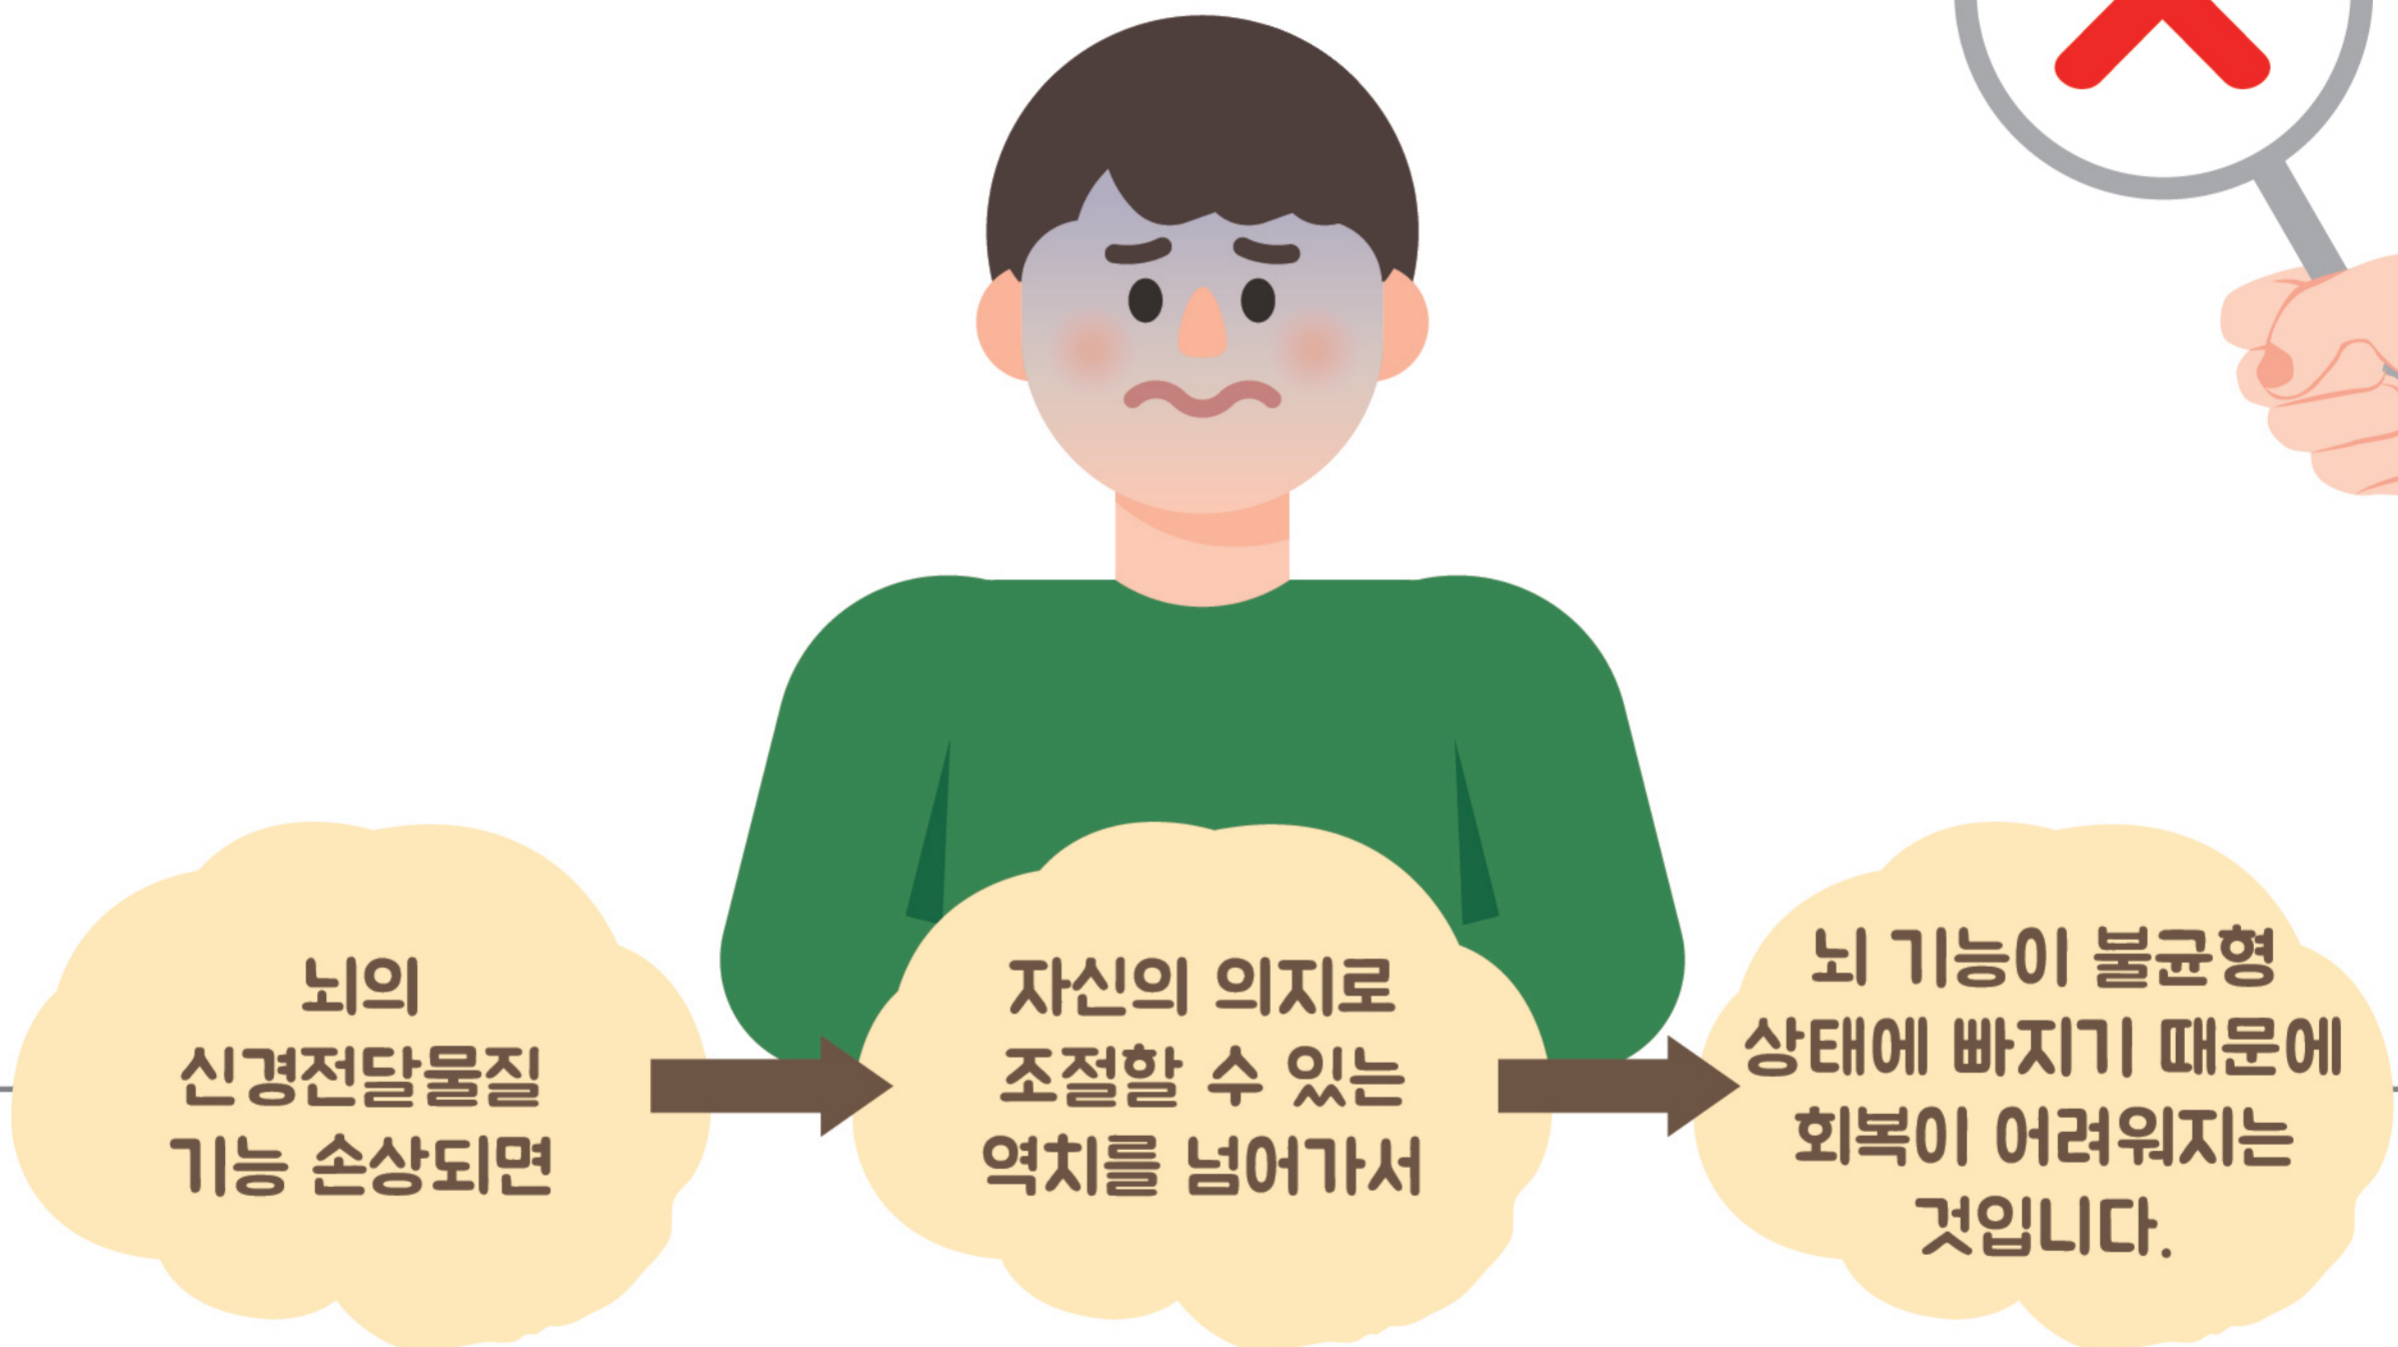 뇌의
신경전달물질
기능 손상되면
자신의 의지로
조절할 수 있는
역치를 넘어가서
뇌 기능이 불균형
상태에 빠지기 때문에
회복이 어려워지는
것입니다.